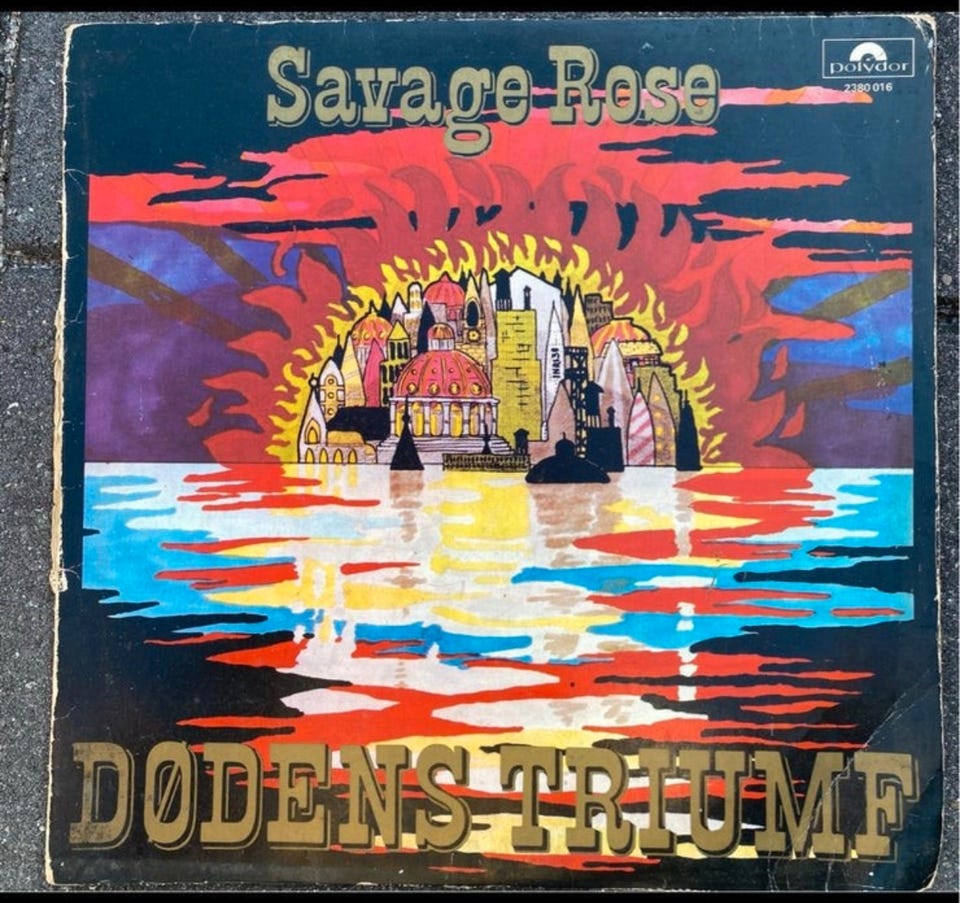 Savage Rose
polydor
2380 016
DØDENS TRIUMF